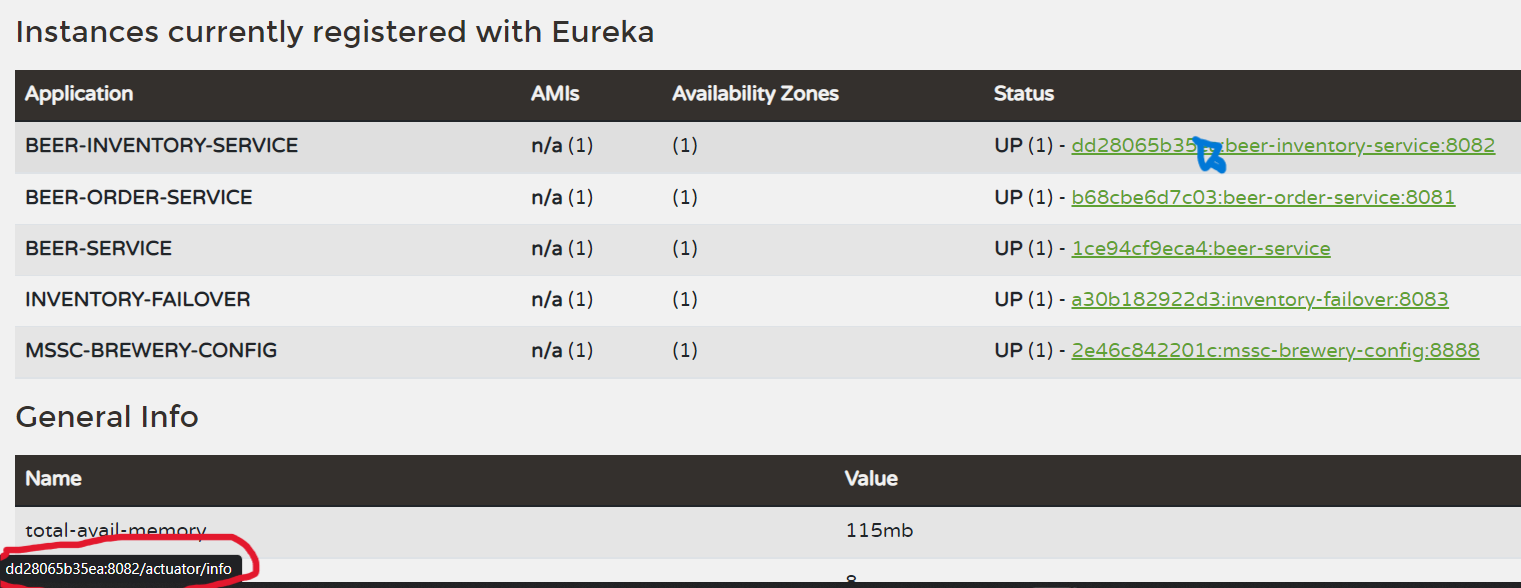 Instances currently registered with Eureka
Application AMIs Availability Zones Status
BEER-INVENTORY-SERVICE n/a (1) (1) UP (1) - dd28065b35 :beer-inventory-service:8082
BEER-ORDER-SERVICE n/a (1) (1) UP (1) - b68cbe6d7c03:beer-order-service:8081
BEER-SERVICE n/a (1) (1) UP (1) - 1ce94cf9eca4:beer-service
INVENTORY-FAILOVER n/a (1) (1) UP (1) - a30b182922d3:inventory-failover:8083
MSSC-BREWERY-CONFIG n/a (1) (1) UP (1) - 2e46c842201c:mssc-brewery-config:8888
General Info
Name Value
total-avail-memory 115mb
dd28065b35ea:8082/actuator/info